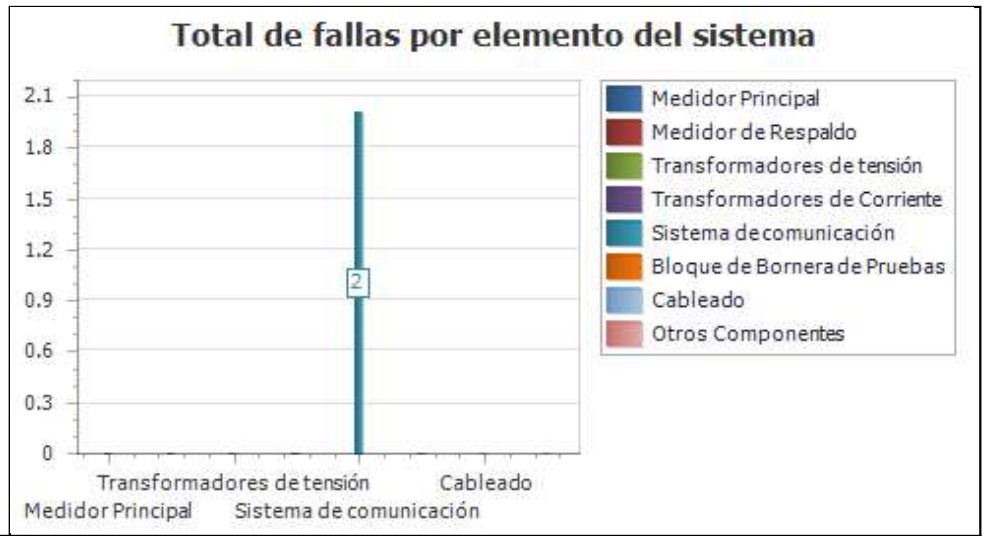 Total de fallas por elemento del sistema
2.1
1.8
1.5
1.2
0.9
0.6
0.3
0
2
Transformadores de tensión
Cableado
Medidor Principal
Sistema de comunicación
Medidor Principal
Medidor de Respaldo
Transformadores de tensión
Transformadores de Corriente
Sistema de comunicación
Bloque de Bornera de Pruebas
Cableado
Otros Componentes